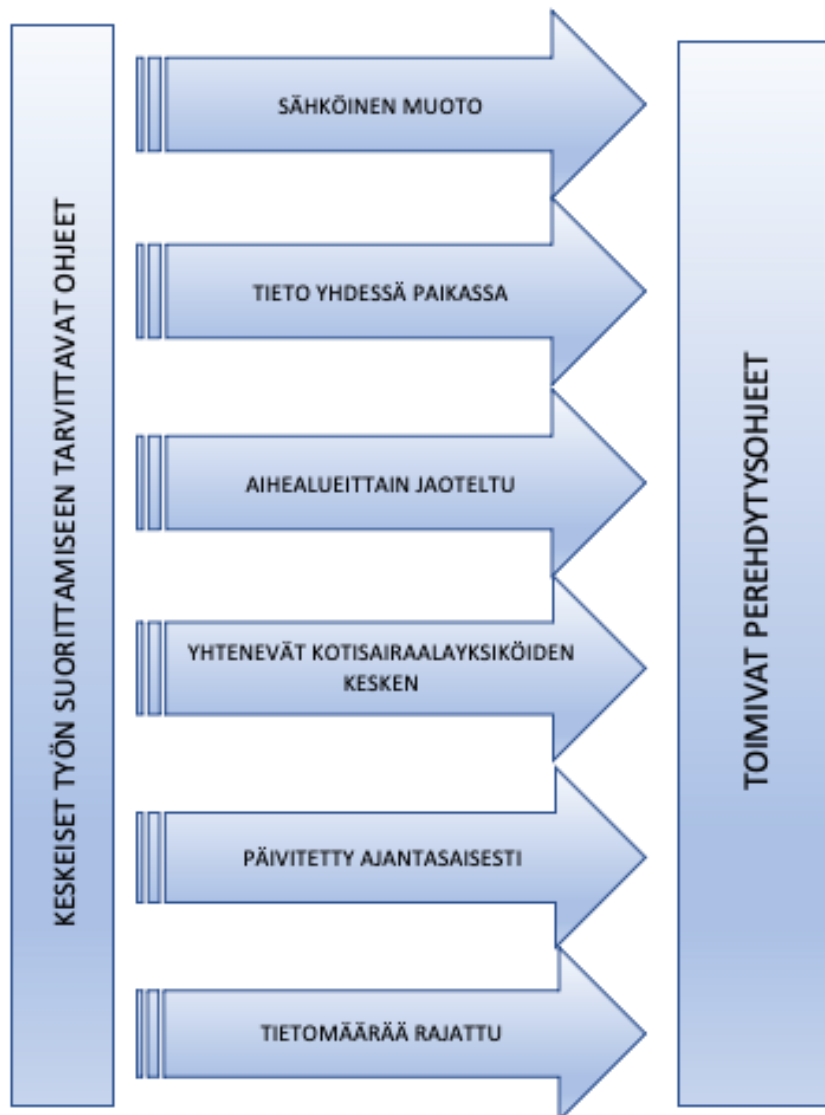 KESKEISET TYÖN SUORITTAMISEEN TARVITTAVAT OHJEET
SÄHKÖINEN MUOTO
TIETO YHDESSÄ PAIKASSA
AIHEALUEITTAIN JAOTELTU
YHTENEVÄT KOTISAIRAALAYKSIKÖIDEN
KESKEN
PÄIVITETTY AJANTASAISESTI
TIETOMÄÄRÄÄ RAJATTU
TOIMIVAT PEREHDYTYSOHJEET